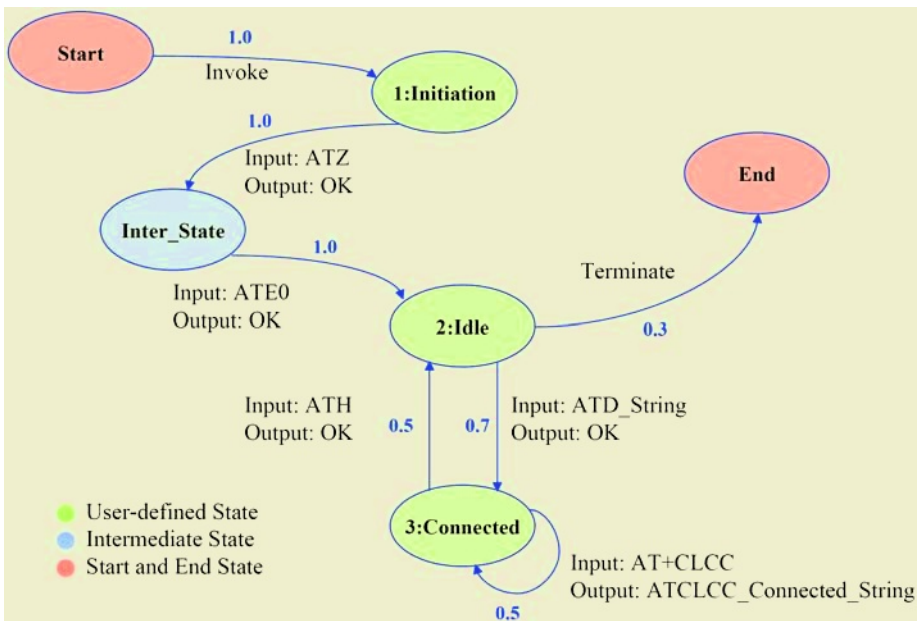 Start
1.0
Invoke
1:Initiation
1.0
Input: ATZ
Output: OK
Inter_State
1.0
Input: ATE0
Output: OK
End
Terminate
0.3
2:Idle
Input: ATH
Output: OK
0.5
0.7
Input: ATD_String
Output: OK
3:Connected
Input: AT+CLCC
Output: ATCLCC_Connected_String
0.5
User-defined State
Intermediate State
Start and End State